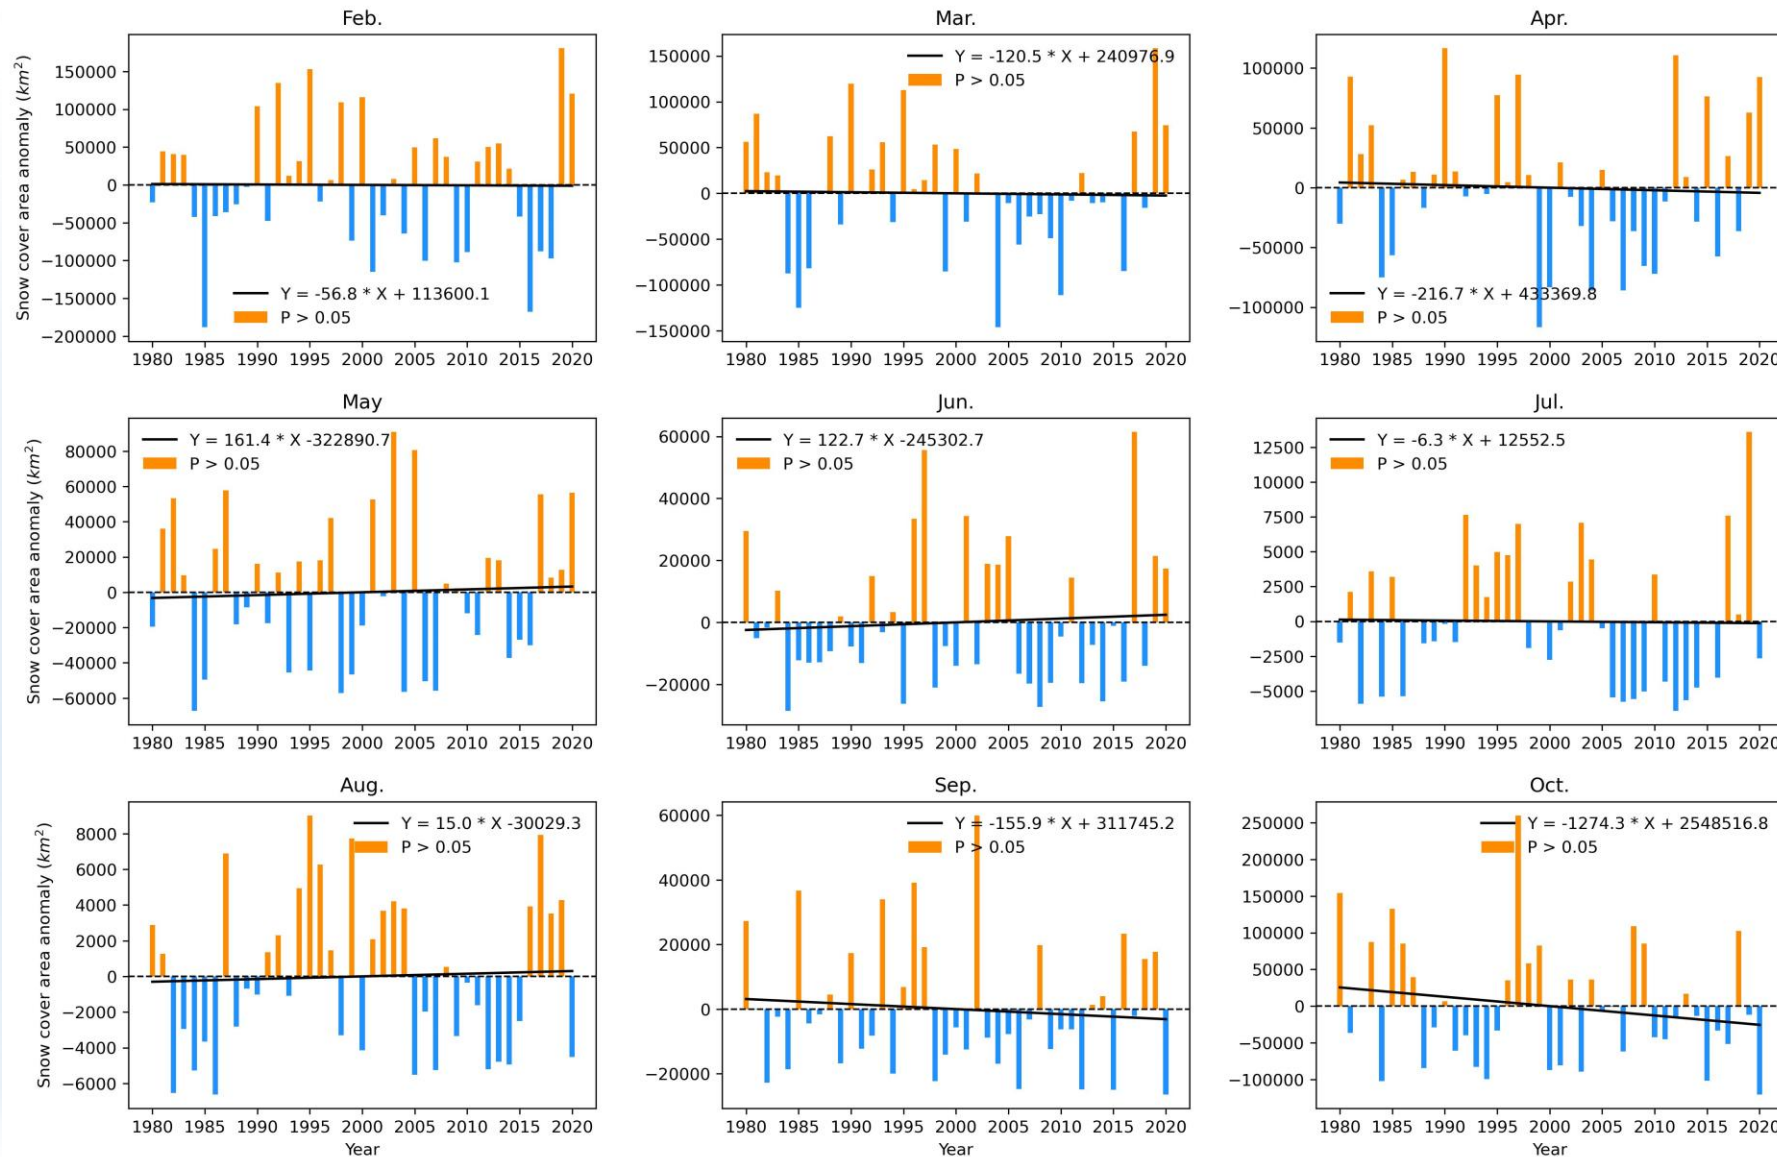 Feb.
Snow cover area anomaly (km²)
150000
100000
50000
0
−50000
−100000
−150000
−200000
Y = -56.8 * X + 113600.1
P > 0.05
1980 1985 1990 1995 2000 2005 2010 2015 2020
Mar.
150000
100000
50000
0
−50000
−100000
−150000
Y = -120.5 * X + 240976.9
P > 0.05
1980 1985 1990 1995 2000 2005 2010 2015 2020
Apr.
100000
50000
0
−50000
−100000
Y = -216.7 * X + 433369.8
P > 0.05
1980 1985 1990 1995 2000 2005 2010 2015 2020
May
Snow cover area anomaly (km²)
80000
60000
40000
20000
0
−20000
−40000
−60000
Y = 161.4 * X -322890.7
P > 0.05
1980 1985 1990 1995 2000 2005 2010 2015 2020
Jun.
60000
40000
20000
0
−20000
Y = 122.7 * X -245302.7
P > 0.05
1980 1985 1990 1995 2000 2005 2010 2015 2020
Jul.
12500
10000
7500
5000
2500
0
−2500
−5000
Y = -6.3 * X + 12552.5
P > 0.05
1980 1985 1990 1995 2000 2005 2010 2015 2020
Aug.
Snow cover area anomaly (km²)
8000
6000
4000
2000
0
−2000
−4000
−6000
Y = 15.0 * X -30029.3
P > 0.05
1980 1985 1990 1995 2000 2005 2010 2015 2020
Year
Sep.
60000
40000
20000
0
−20000
Y = -155.9 * X + 311745.2
P > 0.05
1980 1985 1990 1995 2000 2005 2010 2015 2020
Year
Oct.
250000
200000
150000
100000
50000
0
−50000
−100000
Y = -1274.3 * X + 2548516.8
P > 0.05
1980 1985 1990 1995 2000 2005 2010 2015 2020
Year